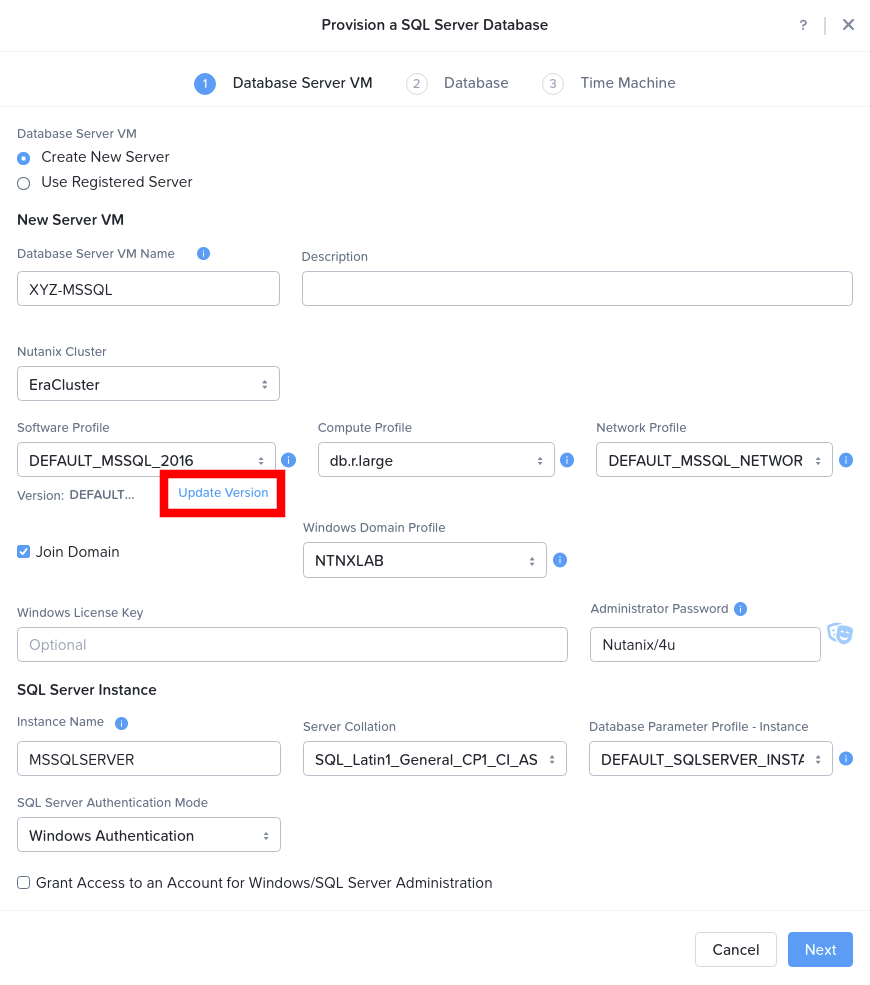 Provision a SQL Server Database
?
1 Database Server VM 2 Database 3 Time Machine
Database Server VM
Create New Server
Use Registered Server
New Server VM
Database Server VM Name
Description
XYZ-MSSQL
Nutanix Cluster
EraCluster
Software Profile Compute Profile Network Profile
DEFAULT_MSSQL_2016 db.r.large DEFAULT_MSSQL_NETWOR
Version: DEFAULT... Update Version
Windows Domain Profile
Join Domain NTNXLAB
Windows License Key Administrator Password
Optional Nutanix/4u
SQL Server Instance
Instance Name Server Collation Database Parameter Profile - Instance
MSSQLSERVER SQL_Latin1_General_CP1_CI_AS DEFAULT_SQLSERVER_INSTA
SQL Server Authentication Mode
Windows Authentication
Grant Access to an Account for Windows/SQL Server Administration
Cancel Next